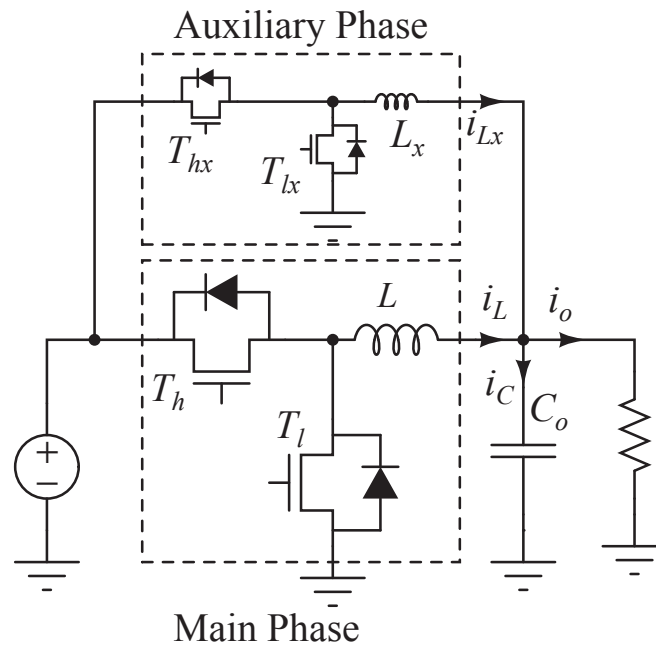 Auxiliary Phase
T_hx
T_lx
L_x
i_Lx
L
i_L
i_o
T_h
T_l
i_C
C_o
+
−
Main Phase